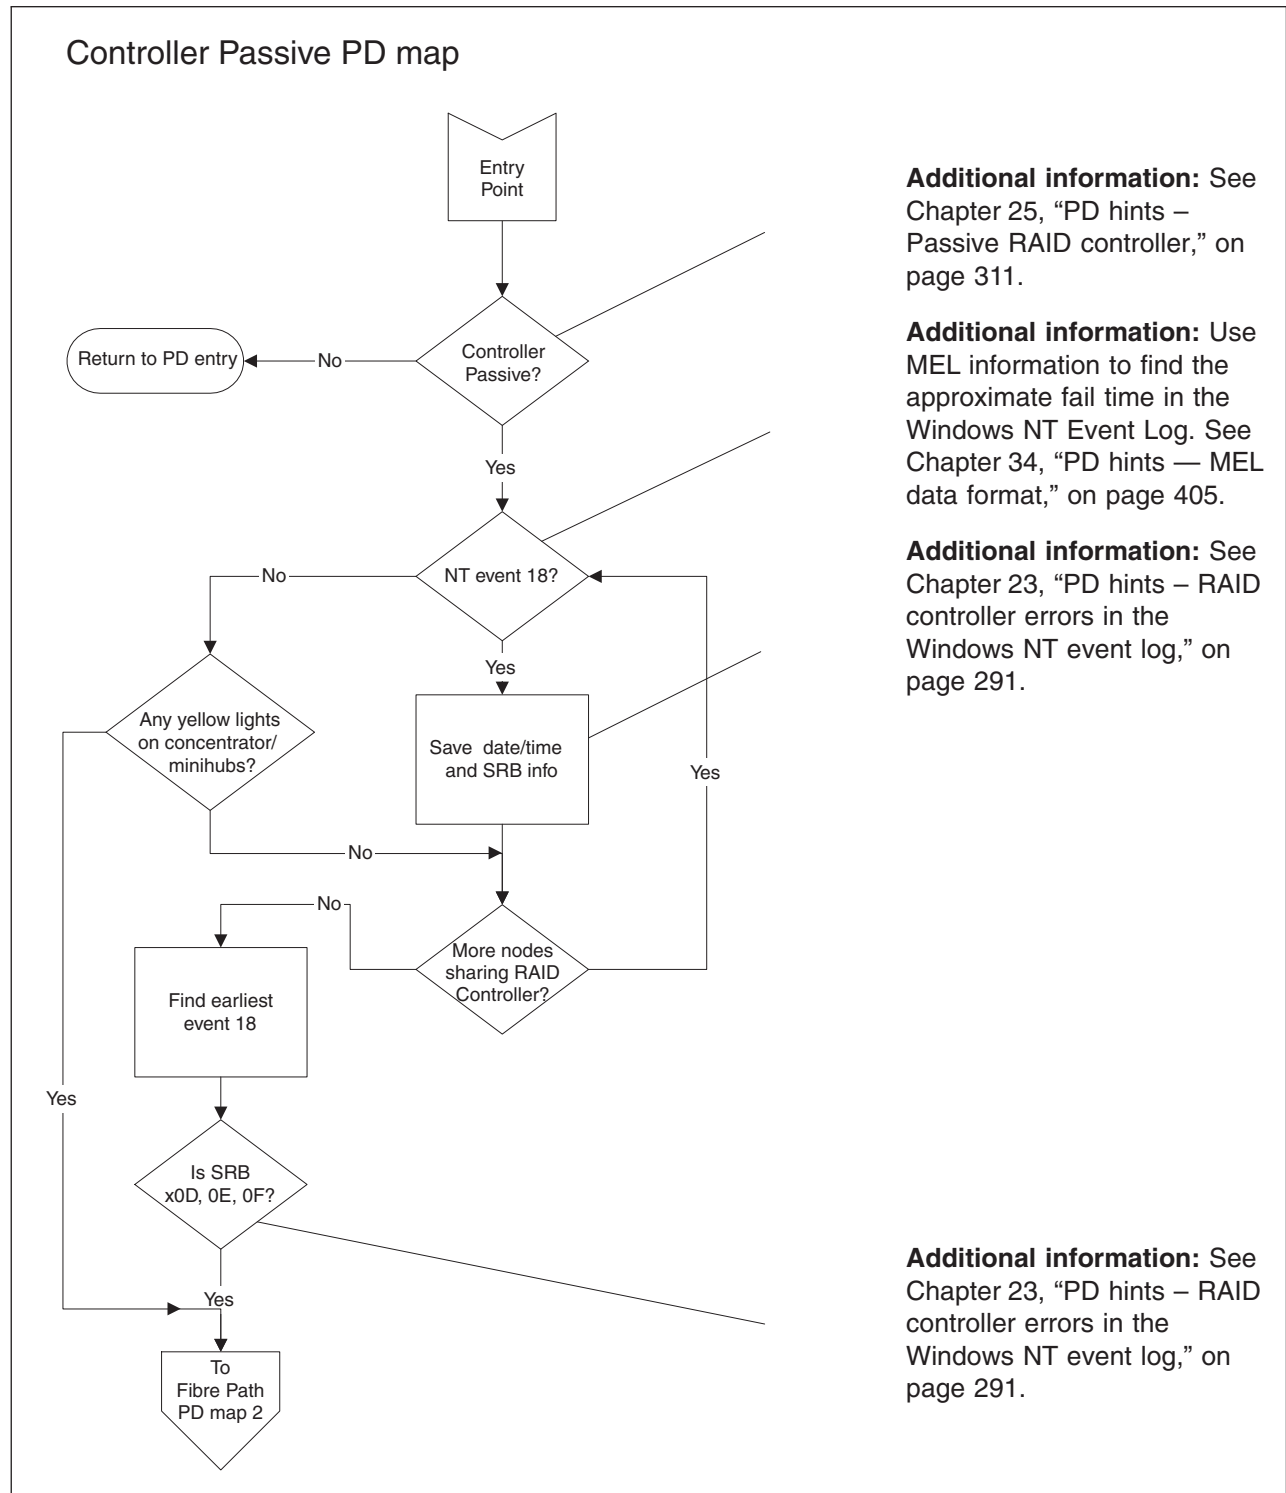 Controller Passive PD map
Entry
Point
Additional information: See
Chapter 25, “PD hints –
Passive RAID controller,” on
page 311.
Controller
Passive?
No
Return to PD entry
Yes
Additional information: Use
MEL information to find the
approximate fail time in the
Windows NT Event Log. See
Chapter 34, “PD hints — MEL
data format,” on page 405.
NT event 18?
No
Yes
Additional information: See
Chapter 23, “PD hints – RAID
controller errors in the
Windows NT event log,” on
page 291.
Any yellow lights
on concentrator/
minihubs?
Save date/time
and SRB info
Yes
No
No
More nodes
sharing RAID
Controller?
Find earliest
event 18
Yes
Is SRB
x0D, 0E, 0F?
Additional information: See
Chapter 23, “PD hints – RAID
controller errors in the
Windows NT event log,” on
page 291.
Yes
To
Fibre Path
PD map 2